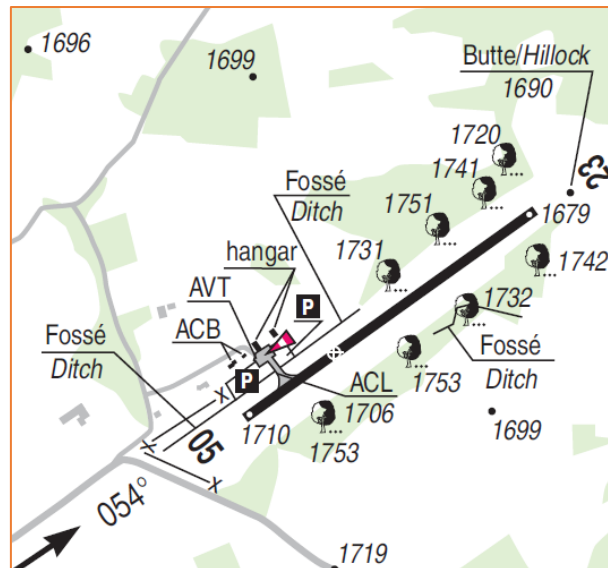 1696
1699
Butte/Hillock
1690
1720
1741
Fossé
Ditch
1751
23
1679
hangar
1731
1742
AVT
P
1732
ACB
Fossé
Ditch
Fossé
Ditch
P
ACL
1753
1706
1699
X
1710
05
1753
X
X
054°
1719